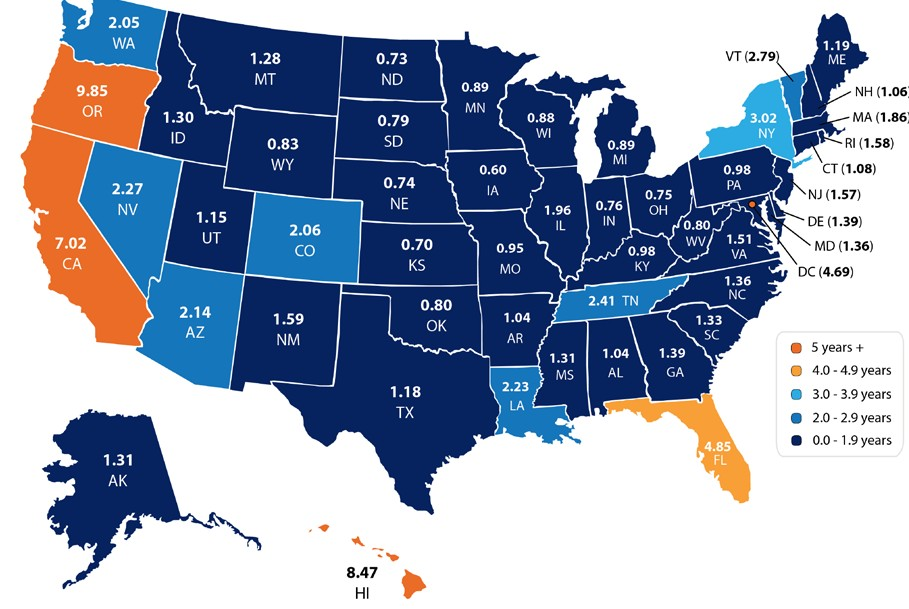 2.05
WA
9.85
OR
7.02
CA
1.30
ID
2.27
NV
1.28
MT
0.83
WY
1.15
UT
2.06
CO
2.14
AZ
1.59
NM
0.73
ND
0.79
SD
0.74
NE
0.70
KS
0.80
OK
1.18
TX
0.89
MN
0.60
IA
0.95
MO
1.04
AR
2.23
LA
0.88
WI
1.96
IL
0.89
MI
0.76
IN
0.75
OH
0.98
KY
2.41 TN
1.31
MS
1.04
AL
1.39
GA
4.85
FL
1.33
SC
1.36
NC
1.51
VA
0.80
WV
0.98
PA
3.02
NY
1.19
ME
VT (2.79)
NH (1.06)
MA (1.86)
RI (1.58)
CT (1.08)
NJ (1.57)
DE (1.39)
MD (1.36)
DC (4.69)
5 years +
4.0 - 4.9 years
3.0 - 3.9 years
2.0 - 2.9 years
0.0 - 1.9 years
1.31
AK
8.47
HI